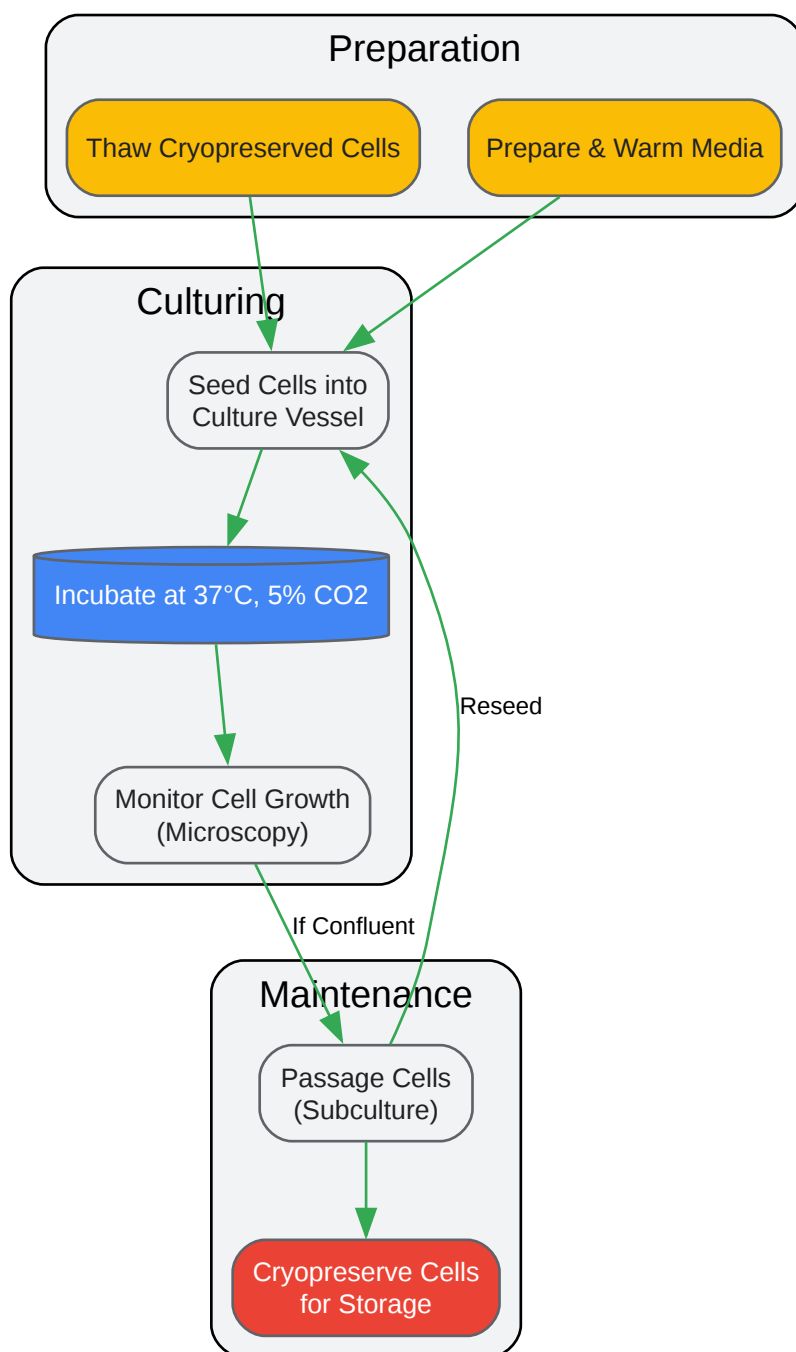 Preparation
Thaw Cryopreserved Cells
Prepare & Warm Media
Culturing
Seed Cells into
Culture Vessel
Incubate at 37°C, 5% CO2
Reseed
Monitor Cell Growth
(Microscopy)
If Confluent
Maintenance
Passage Cells
(Subculture)
Cryopreserve Cells
for Storage